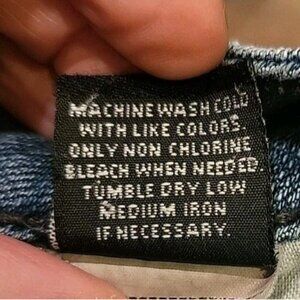 MACHINE WASH COLD
WITH LIKE COLORS
ONLY NON CHLORINE
BLEACH WHEN NEEDED.
TUMBLE DRY LOW
MEDIUM IRON
IF NECESSARY.